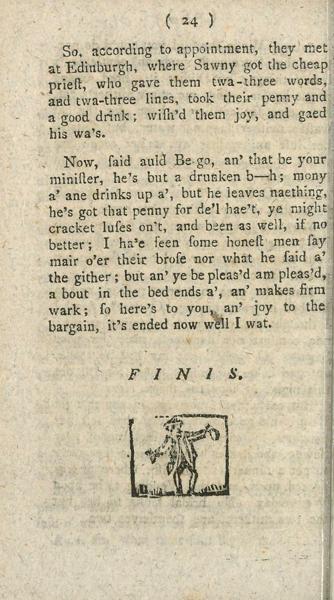 ( 24 )
So, according to appointment, they met
at Edinburgh, where Sawny got the cheap
priest, who gave them twa-three words,
and twa-three lines, took their penny and
a good drink; wish'd them joy, and gaed
his wa's.
Now, said auld Be-go, an' that be your
minister, he's but a drunken b—h; mony
a' ane drinks up a', but he leaves naething,
he's got that penny for de'l hae't, ye might
cracket luses on't, and been as well, if no
better; I ha'e seen some honest men say
mair o'er their brose nor what he said a'
the gither; but an' ye be pleas'd am pleas'd,
a bout in the bed ends a', an' makes firm
wark; so here's to you, an' joy to the
bargain, it's ended now well I wat.
FINIS.